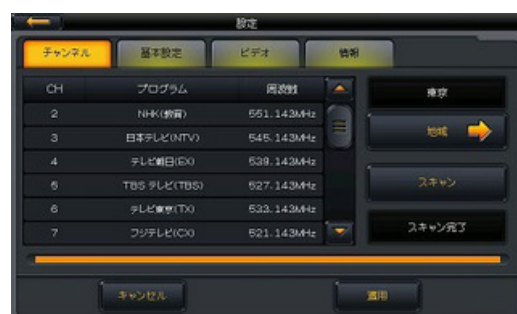 設定
チャンネル 基本設定 ビデオ 情報
CH プログラム 周波数 東京
2 NHK(教育) 551.143MHz
3 日本テレビ(NTV) 545.143MHz 地域
4 テレビ朝日(EX) 539.143MHz
5 TBS テレビ(TBS) 527.143MHz スキャン
6 テレビ東京(TX) 533.143MHz
7 フジテレビ(CX) 521.143MHz スキャン完了
キャンセル 適用